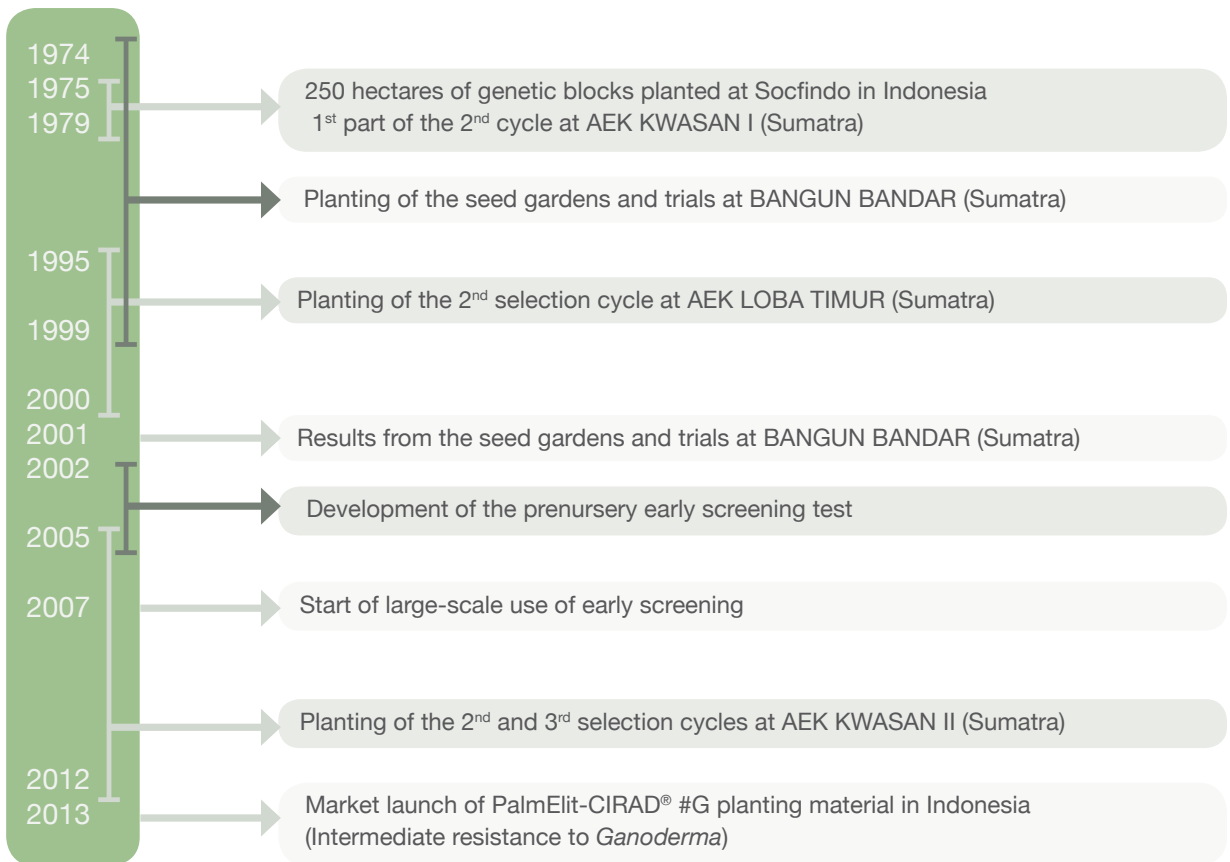 1974
1975
1979
250 hectares of genetic blocks planted at Socfindo in Indonesia
1st part of the 2nd cycle at AEK KWASAN I (Sumatra)
Planting of the seed gardens and trials at BANGUN BANDAR (Sumatra)
1995
Planting of the 2nd selection cycle at AEK LOBA TIMUR (Sumatra)
1999
2000
2001
Results from the seed gardens and trials at BANGUN BANDAR (Sumatra)
2002
Development of the prenursery early screening test
2005
2007
Start of large-scale use of early screening
Planting of the 2nd and 3rd selection cycles at AEK KWASAN II (Sumatra)
2012
2013
Market launch of PalmElit-CIRAD® #G planting material in Indonesia
(Intermediate resistance to Ganoderma)